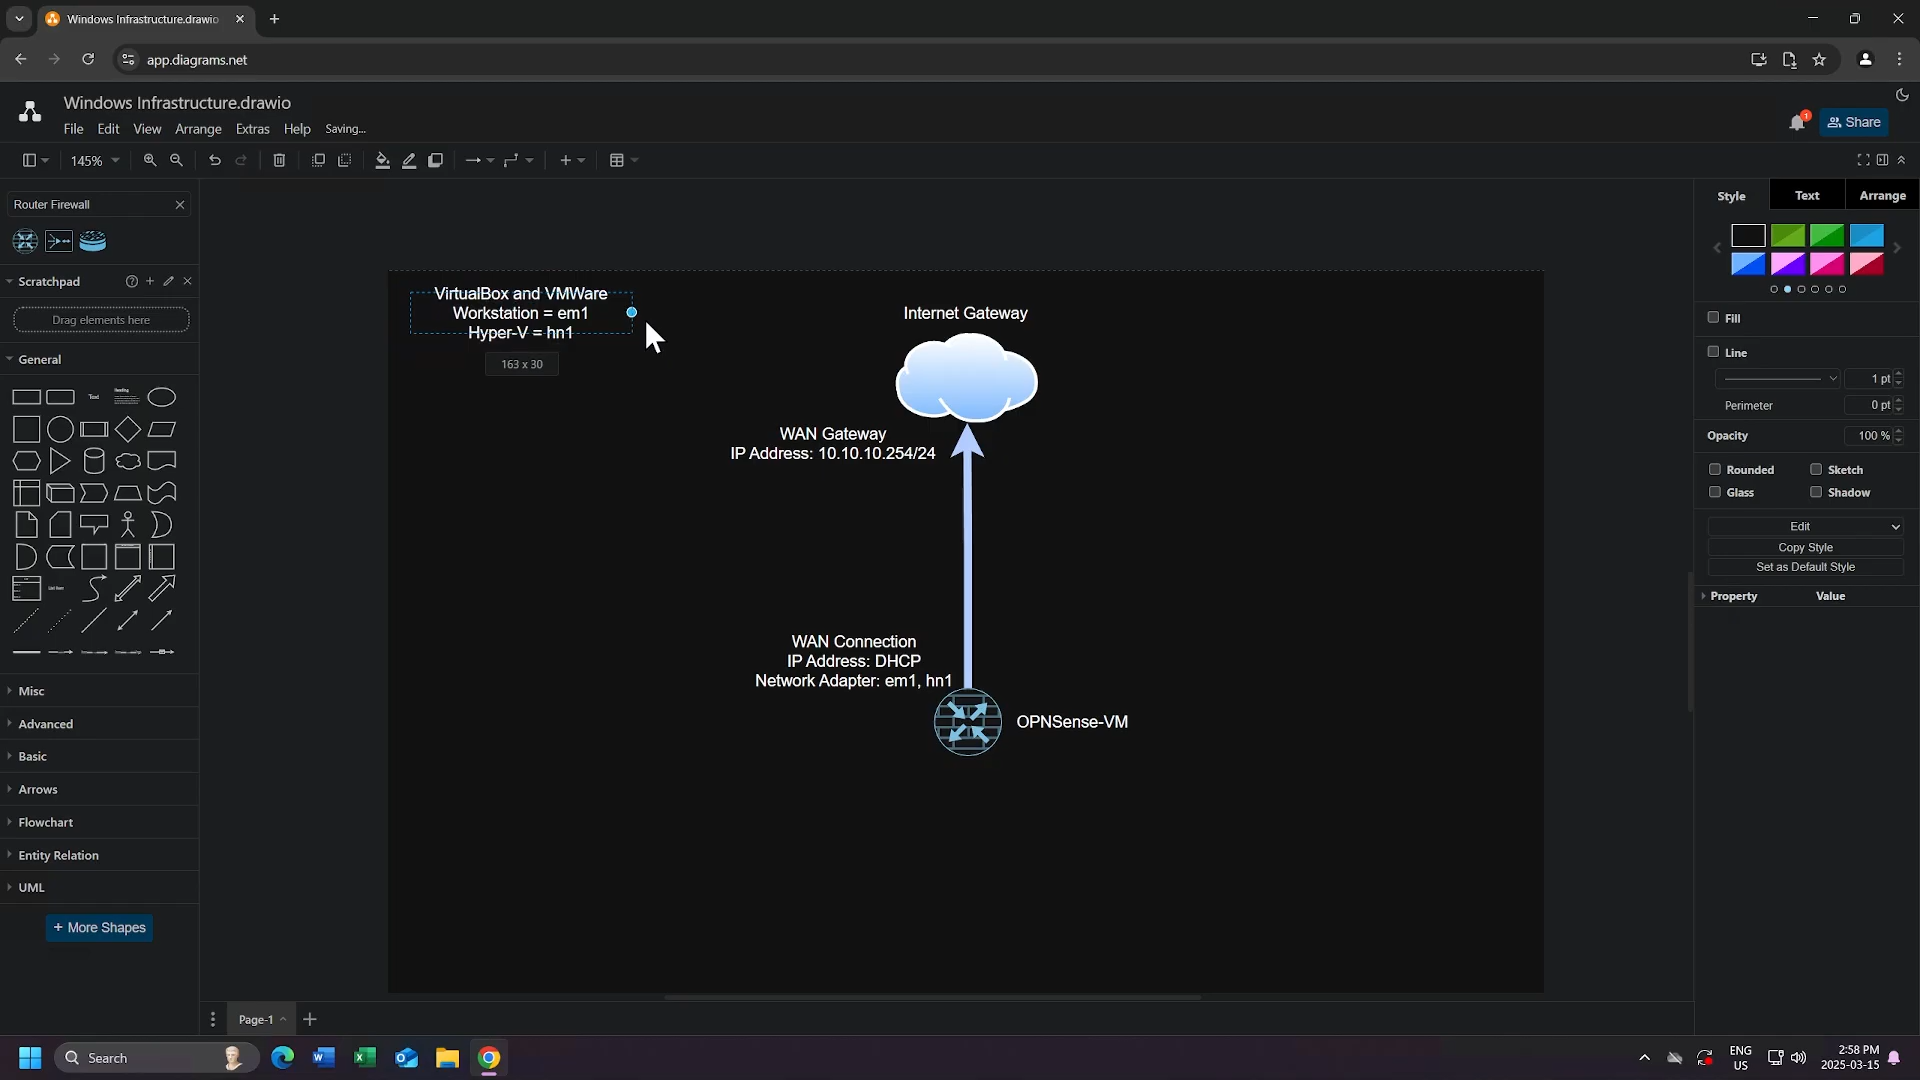 Windows Infrastructure.drawio
app.diagrams.net
Windows Infrastructure.drawio
File Edit View Arrange Extras Help Saving...
1
Share
145%
Router Firewall
Scratchpad
Drag elements here
General
Text
Heading
List Item
Misc
Advanced
Basic
Arrows
Flowchart
Entity Relation
UML
+ More Shapes
VirtualBox and VMWare
Workstation = em1
Hyper-V = hn1
163 x 30
Internet Gateway
WAN Gateway
IP Address: 10.10.10.254/24
WAN Connection
IP Address: DHCP
Network Adapter: em1, hn1
OPNSense-VM
Style Text Arrange
Fill
Line
1 pt
Perimeter 0 pt
Opacity 100 %
Rounded Sketch
Glass Shadow
Edit
Copy Style
Set as Default Style
Property Value
Page-1
Search
ENG
US
2:58 PM
2025-03-15